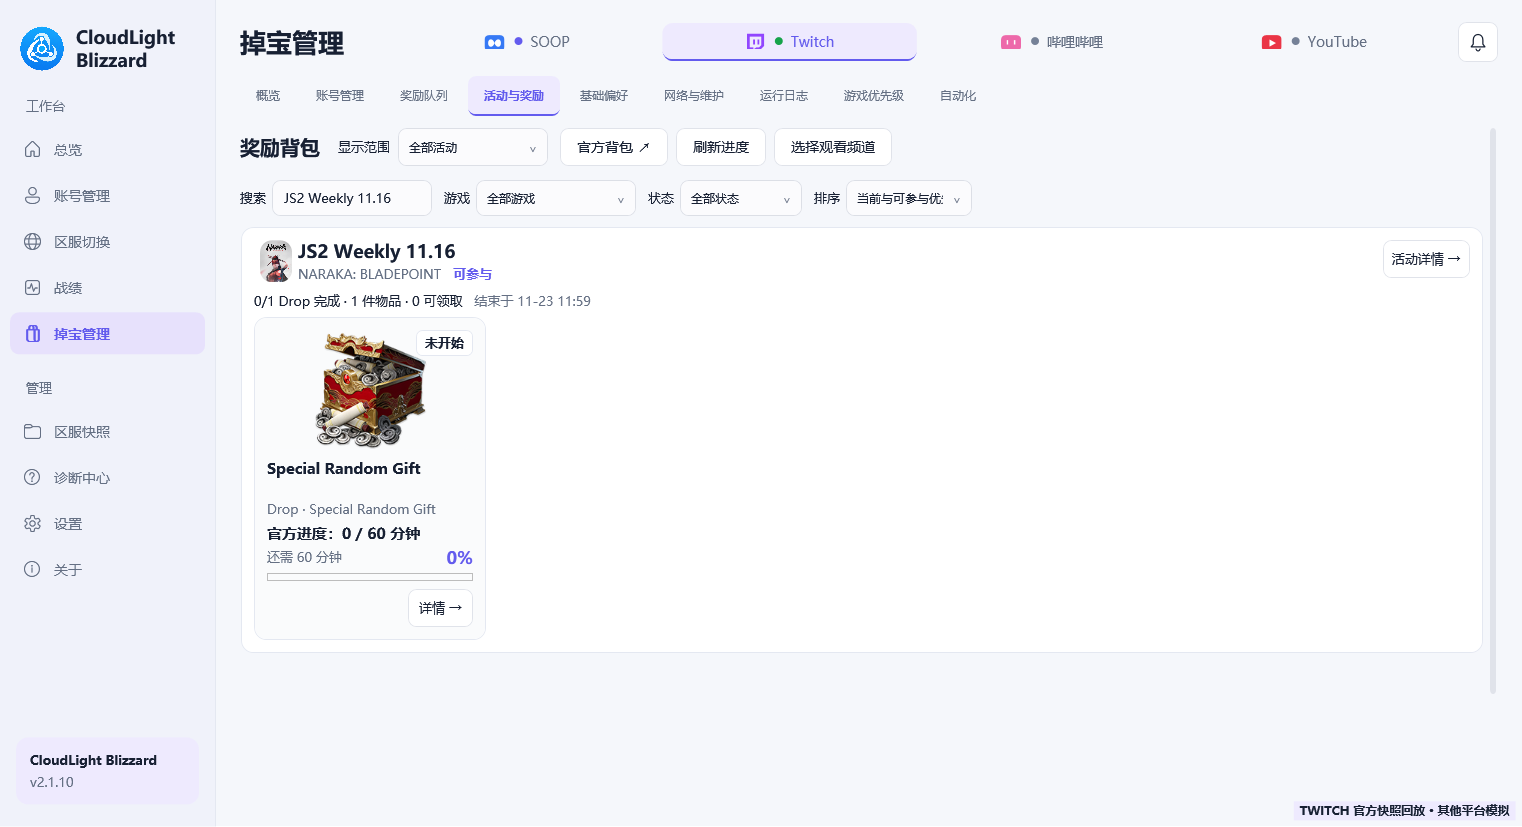 CloudLight
Blizzard
工作台
总览
账号管理
区服切换
战绩
掉宝管理
管理
区服快照
诊断中心
设置
关于
CloudLight Blizzard
v2.1.10
掉宝管理
SOOP
Twitch
哔哩哔哩
YouTube
概览
账号管理
奖励队列
活动与奖励
基础偏好
网络与维护
运行日志
游戏优先级
自动化
奖励背包
显示范围
全部活动
官方背包 ↗
刷新进度
选择观看频道
搜索
JS2 Weekly 11.16
游戏
全部游戏
状态
全部状态
排序
当前与可参与优
JS2 Weekly 11.16
NARAKA: BLADEPOINT 可参与
活动详情 →
0/1 Drop 完成 · 1 件物品 · 0 可领取 结束于 11-23 11:59
未开始
Special Random Gift
Drop · Special Random Gift
官方进度：0 / 60 分钟
还需 60 分钟 0%
详情 →
TWITCH 官方快照回放 • 其他平台模拟